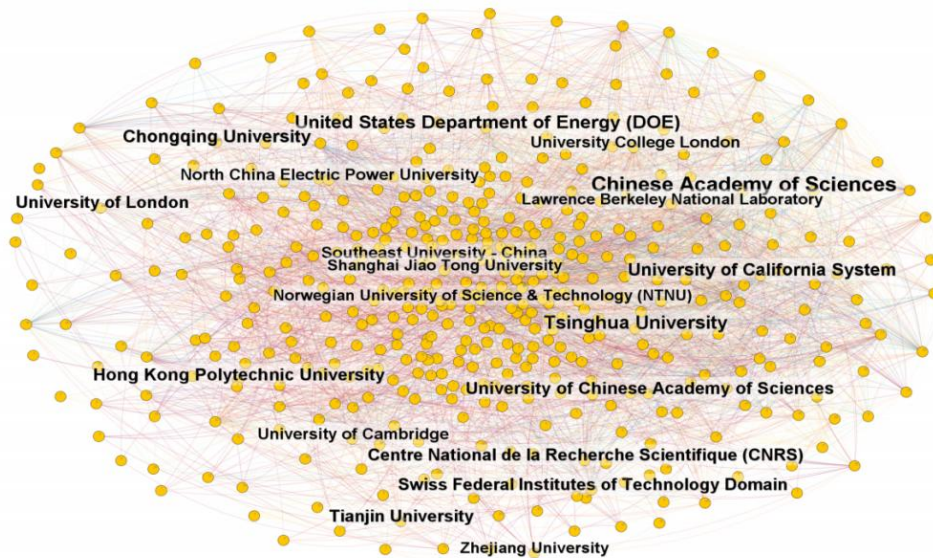 United States Department of Energy (DOE)
Chongqing University
University College London
North China Electric Power University
Chinese Academy of Sciences
University of London
Lawrence Berkeley National Laboratory
Southeast University - China
Shanghai Jiao Tong University
University of California System
Norwegian University of Science & Technology (NTNU)
Tsinghua University
Hong Kong Polytechnic University
University of Chinese Academy of Sciences
University of Cambridge
Centre National de la Recherche Scientifique (CNRS)
Swiss Federal Institutes of Technology Domain
Tianjin University
Zhejiang University